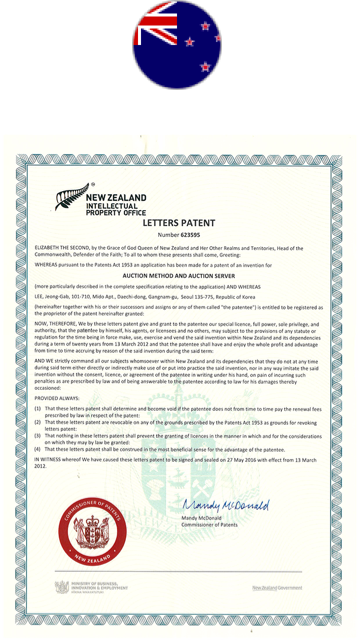 NEW ZEALAND
INTELLECTUAL
PROPERTY OFFICE
LETTERS PATENT
Number 623595
ELIZABETH THE SECOND, by the Grace of God Queen of New Zealand and Her Other Realms and Territories, Head of the
Commonwealth, Defender of the Faith; To all to whom these presents shall come, Greeting:
WHEREAS pursuant to the Patents Act 1953 an application has been made for a patent of an invention for
AUCTION METHOD AND AUCTION SERVER
(more particularly described in the complete specification) AND WHEREAS
LEE, Jeong-Gab, 101-710, Mido Apt., Daechi-dong, Gangnam-gu, Seoul 135-775, Republic of Korea
(hereinafter together with his or their successors and assigns or any of them called "the patentee") is entitled to be registered as
the proprietor of the patent hereinafter granted:
NOW, THEREFORE, We by these letters patent give and grant to the patentee our special licence, full power, sole privilege, and
authority, that the patentee by himself, his agents, or licensees and no others, may subject to the provisions of any statute or
regulation for the time being in force make, use, exercise and vend the said invention within New Zealand and its dependencies
during a term of twenty years from 13 March 2012 and that the patentee shall have and enjoy the whole profit and advantage
from time to time accruing by reason of the said invention during the said term:
AND WE strictly command all our subjects whomsoever within New Zealand and its dependencies that they do not at any time
during said term either directly or indirectly make use of or put into practice the said invention, nor in any way imitate the said
invention without the consent, licence, or agreement of the patentee in writing under his hand, on pain of incurring such
penalties as are prescribed by law and of being answerable to the patentee according to law for his damages thereby
occasioned:
PROVIDED ALWAYS:
(1) That these letters patent shall determine and become void if the patentee does not from time to time pay the renewal fees
prescribed by law in respect of the patent:
(2) That these letters patent are revocable on any of the grounds prescribed by the Patents Act 1953 as grounds for revoking
letters patent:
(3) That nothing in these letters patent shall prevent the granting of licences in the manner in which and for the considerations
on which they may by law be granted:
(4) That these letters patent shall be construed in the most beneficial sense for the advantage of the patentee.
IN WITNESS whereof We have caused these letters patent to be signed and sealed on 27 May 2016 with effect from 13 March
2012.
COMMISSIONER OF PATENTS
NEW ZEALAND
Mandy McDonald
Mandy McDonald
Commissioner of Patents
MINISTRY OF BUSINESS,
INNOVATION & EMPLOYMENT
New Zealand Government